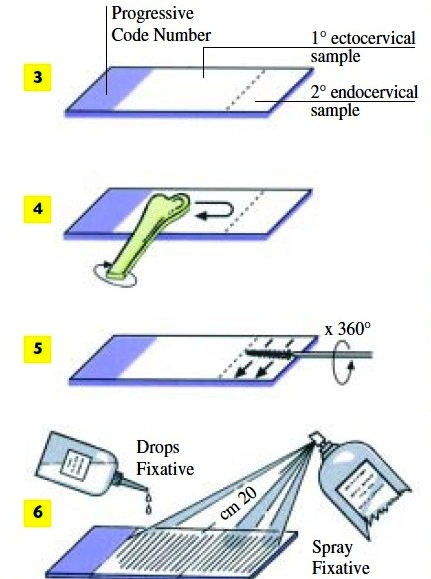 Progressive
Code Number
1° ectocervical
sample
3
2° endocervical
sample
4
x 360°
5
Drops
Fixative
cm 20
6
Spray
Fixative